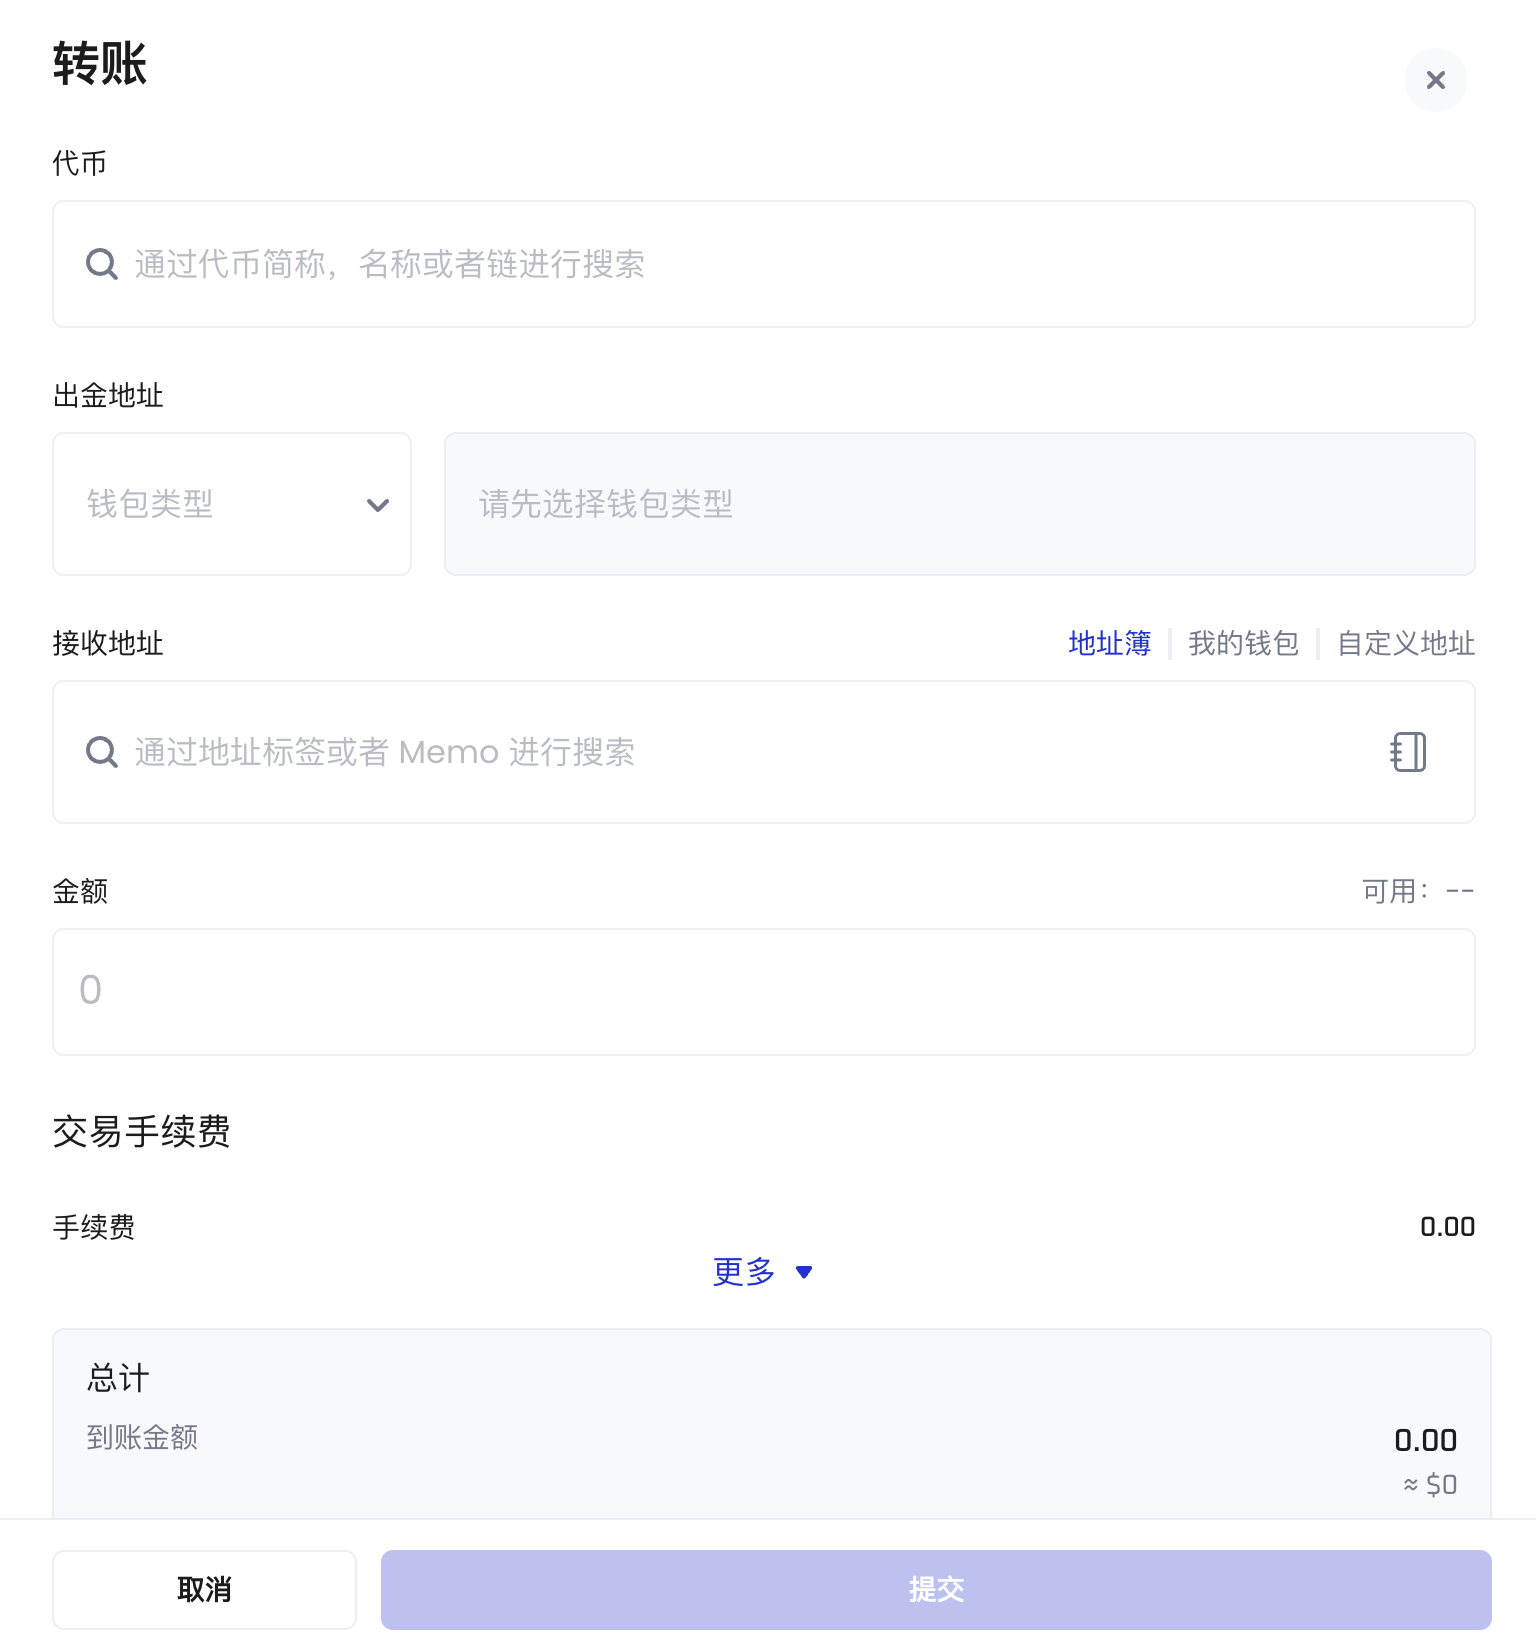 转账
代币
通过代币简称，名称或者链进行搜索
出金地址
钱包类型
请先选择钱包类型
接收地址
地址簿 | 我的钱包 | 自定义地址
通过地址标签或者 Memo 进行搜索
金额
可用：--
0
交易手续费
手续费
0.00
更多
总计
到账金额
0.00
≈ $0
取消
提交